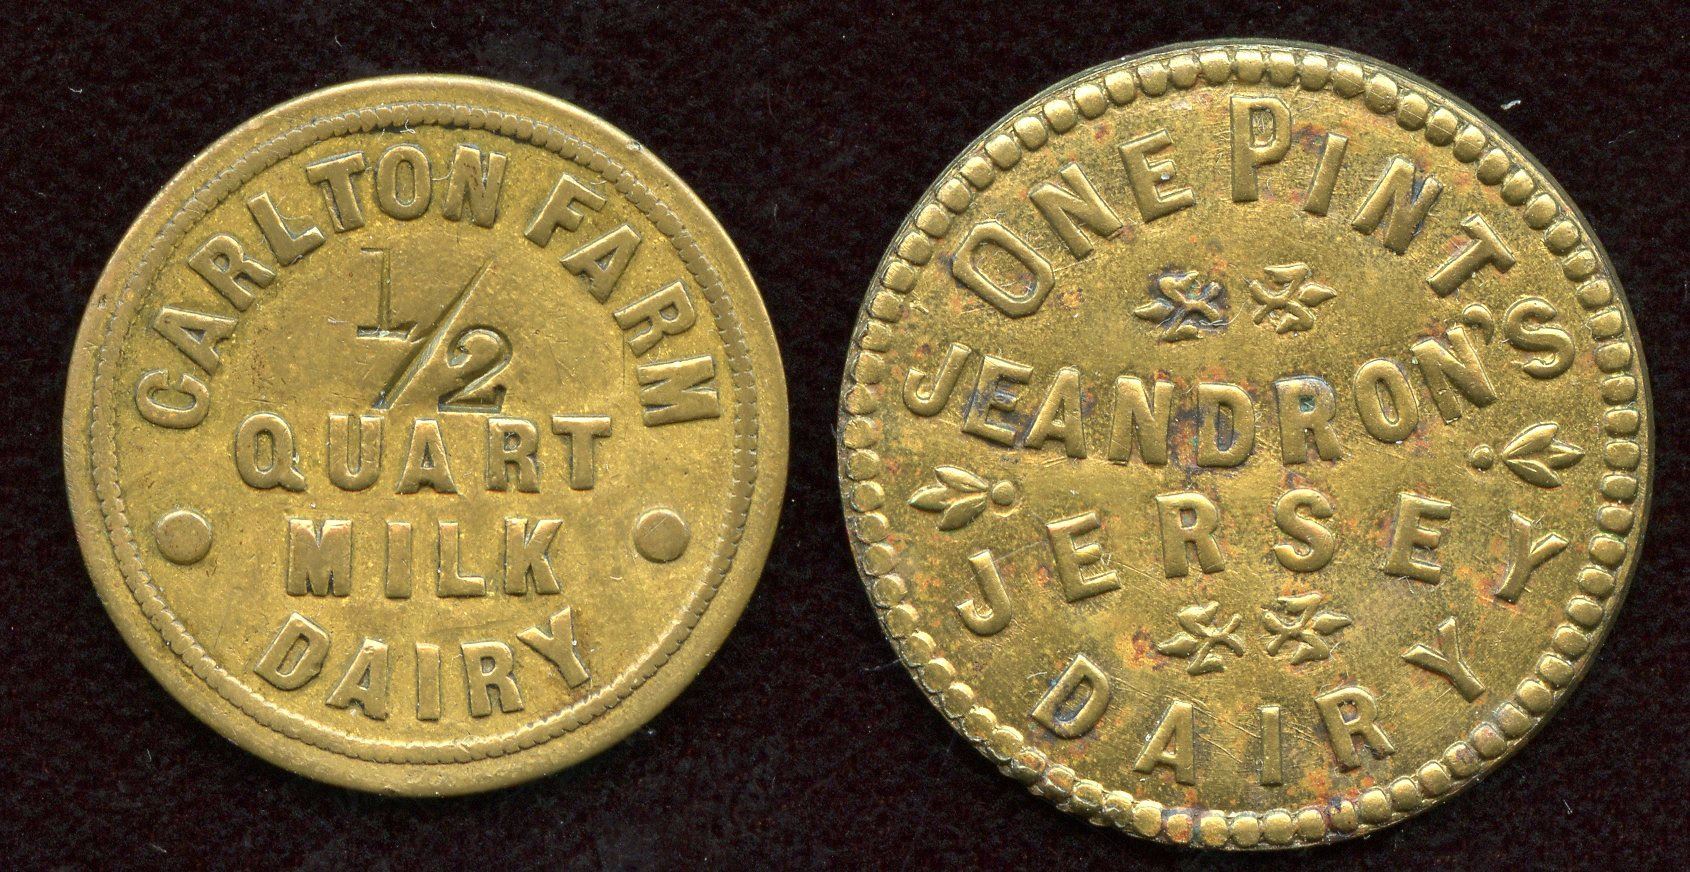 CARLTON FARM
1/2
QUART
MILK
DAIRY
ONE PINT
JEANDRON'S
JERSEY
DAIRY